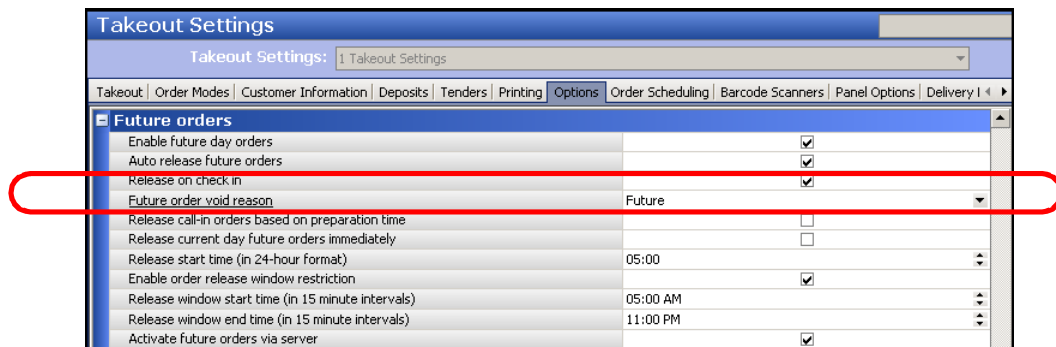 Takeout Settings
Takeout Settings: 1 Takeout Settings
Takeout Order Modes Customer Information Deposits Tenders Printing Options Order Scheduling Barcode Scanners Panel Options Delivery
Future orders
Enable future day orders
Auto release future orders
Release on check in
Future order void reason Future
Release call-in orders based on preparation time
Release current day future orders immediately
Release start time (in 24-hour format) 05:00
Enable order release window restriction
Release window start time (in 15 minute intervals) 05:00 AM
Release window end time (in 15 minute intervals) 11:00 PM
Activate future orders via server